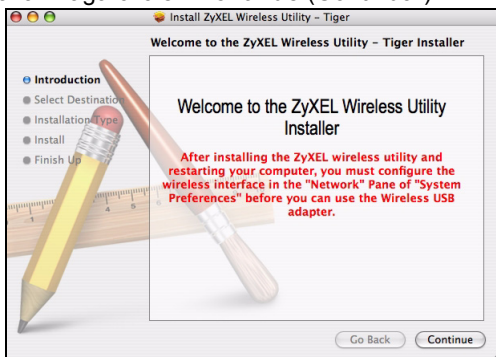 Install ZyXEL Wireless Utility – Tiger
Welcome to the ZyXEL Wireless Utility – Tiger Installer
Introduction
Select Destination
Installation Type
Install
Finish Up
Welcome to the ZyXEL Wireless Utility
Installer
After installing the ZyXEL wireless utility and
restarting your computer, you must configure the
wireless interface in the "Network" Pane of "System
Preferences" before you can use the Wireless USB
adapter.
Go Back
Continue